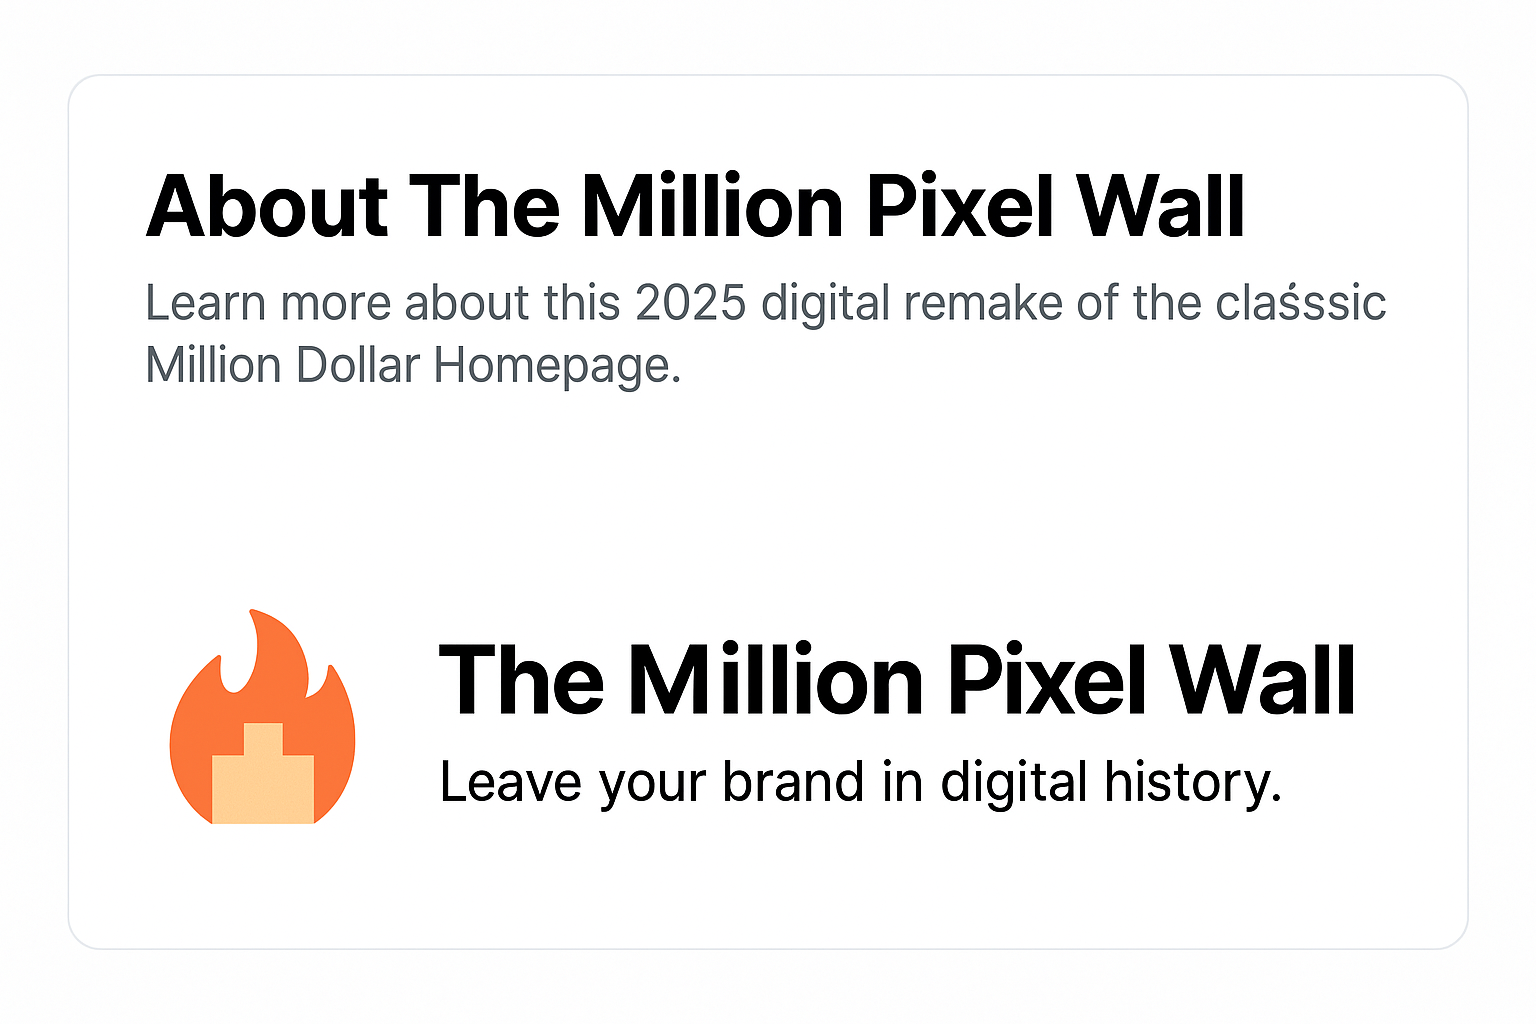 About The Million Pixel Wall
Learn more about this 2025 digital remake of the claśssic
Million Dollar Homepage.
The Million Pixel Wall
Leave your brand in digital history.